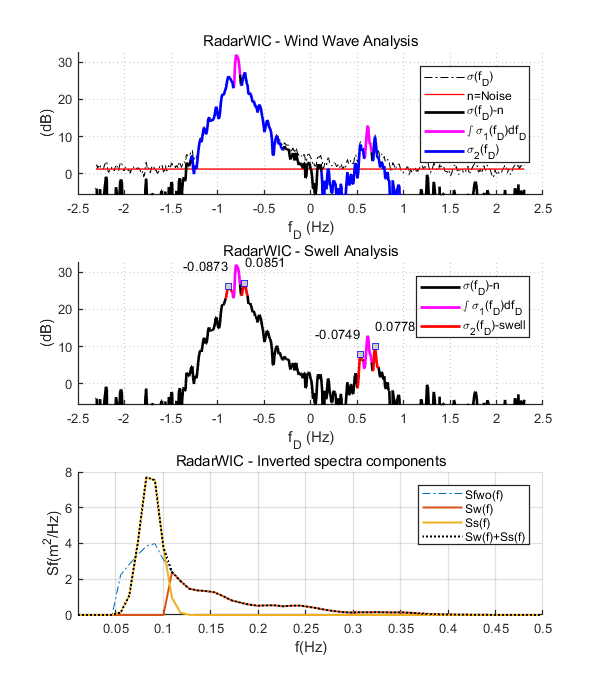 RadarWIC - Wind Wave Analysis
30
20
10
0
(dB)
σ(f_D)
n=Noise
σ(f_D)-n
∫ σ_1(f_D)df_D
σ_2(f_D)
-2.5 -2 -1.5 -1 -0.5 0 0.5 1 1.5 2 2.5
f_D (Hz)
RadarWIC - Swell Analysis
-0.0873 0.0851
-0.0749 0.0778
30
20
10
0
(dB)
σ(f_D)-n
∫ σ_1(f_D)df_D
σ_2(f_D)-swell
-2.5 -2 -1.5 -1 -0.5 0 0.5 1 1.5 2 2.5
f_D (Hz)
RadarWIC - Inverted spectra components
8
6
4
2
0
Sf(m²/Hz)
Sfwo(f)
Sw(f)
Ss(f)
Sw(f)+Ss(f)
0.05 0.1 0.15 0.2 0.25 0.3 0.35 0.4 0.45 0.5
f(Hz)